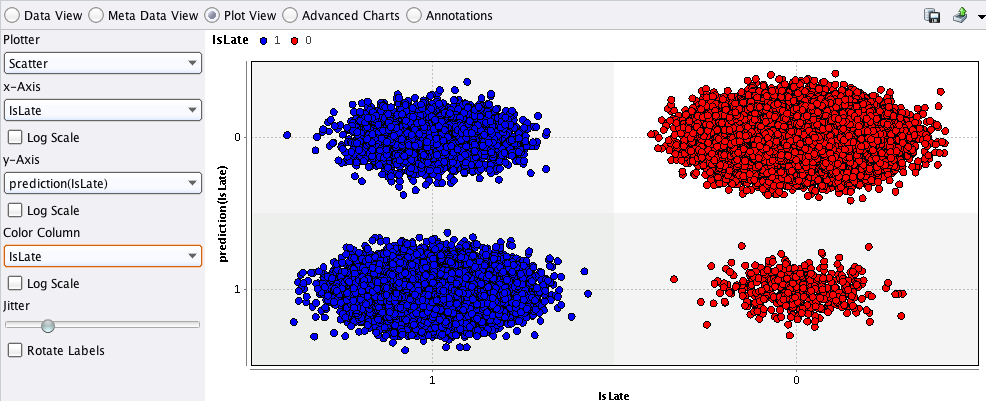 Data View Meta Data View Plot View Advanced Charts Annotations
Plotter
Scatter
x-Axis
IsLate
Log Scale
y-Axis
prediction(IsLate)
Log Scale
Color Column
IsLate
Log Scale
Jitter
Rotate Labels
IsLate 1 0
prediction(IsLate)
0
1
1 0
IsLate